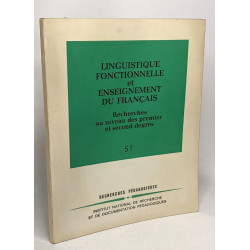 LINGUISTIQUE
FONCTIONNELLE
et
ENSEIGNEMENT
DU FRANÇAIS
Recherches
au niveau des premier
et second degrés
57
RECHERCHES PÉDAGOGIQUES
INSTITUT NATIONAL DE RECHERCHE
ET DE DOCUMENTATION PÉDAGOGIQUES